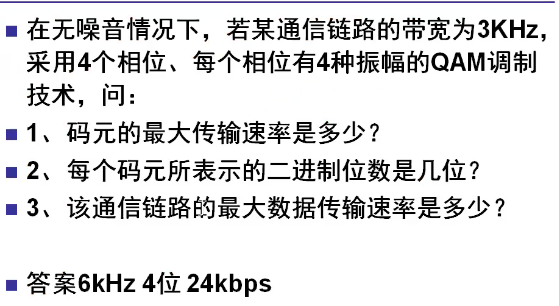 在无噪音情况下，若某通信链路的带宽为3KHz，
采用4个相位、每个相位有4种振幅的QAM调制
技术，问：
1、码元的最大传输速率是多少？
2、每个码元所表示的二进制位数是几位？
3、该通信链路的最大数据传输速率是多少？
答案6kHz 4位 24kbps